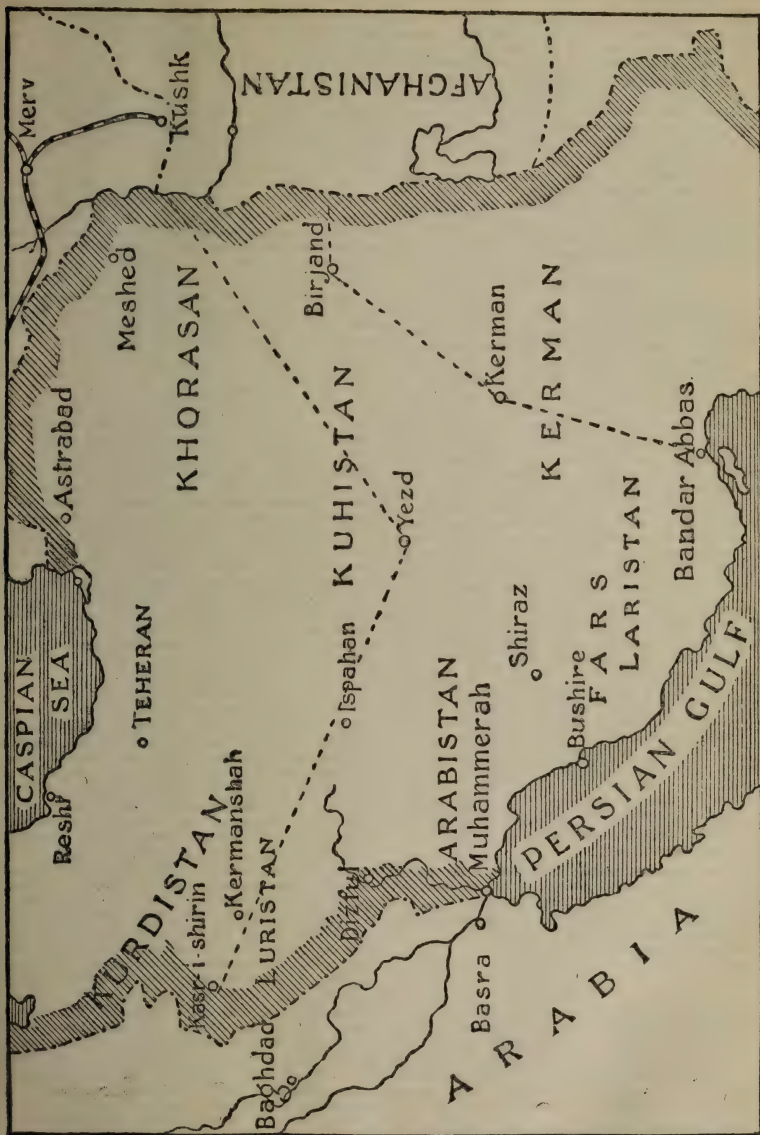 CASPIAN
SEA
Resht
Astrabad
Merv
Kushk
Meshed
TEHERAN
KURDISTAN
Kasr-i-shirin
Kermanshah
KHORASAN
AFGHANISTAN
Baghdad
LURISTAN
Ispahan
KUHISTAN
Birjand
Dizful
Yezd
ARABISTAN
Muhammerah
Basra
Kerman
KERMAN
Shiraz
Bushire
FARS
LARISTAN
Bandar Abbas.
PERSIAN GULF
ARABIA